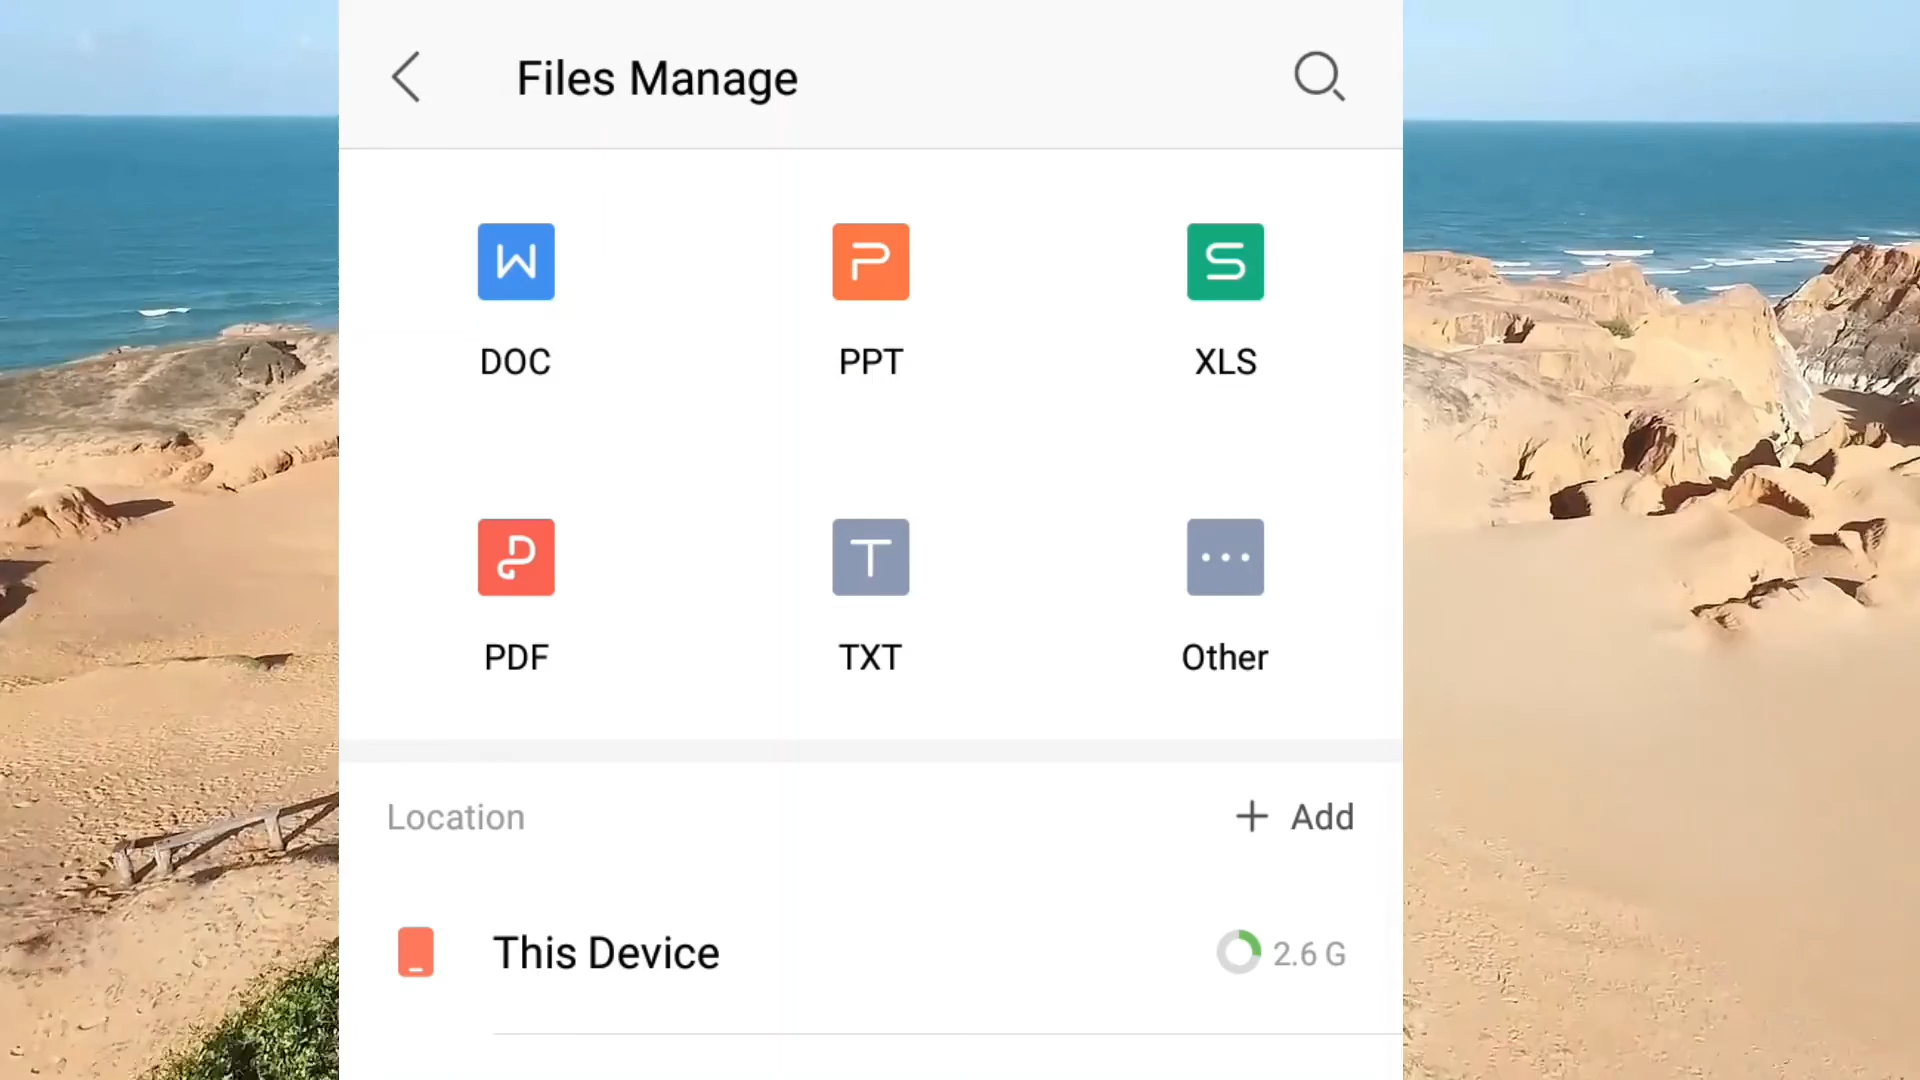 Files Manage
DOC
PPT
XLS
PDF
TXT
Other
Location
+ Add
This Device
2.6 G